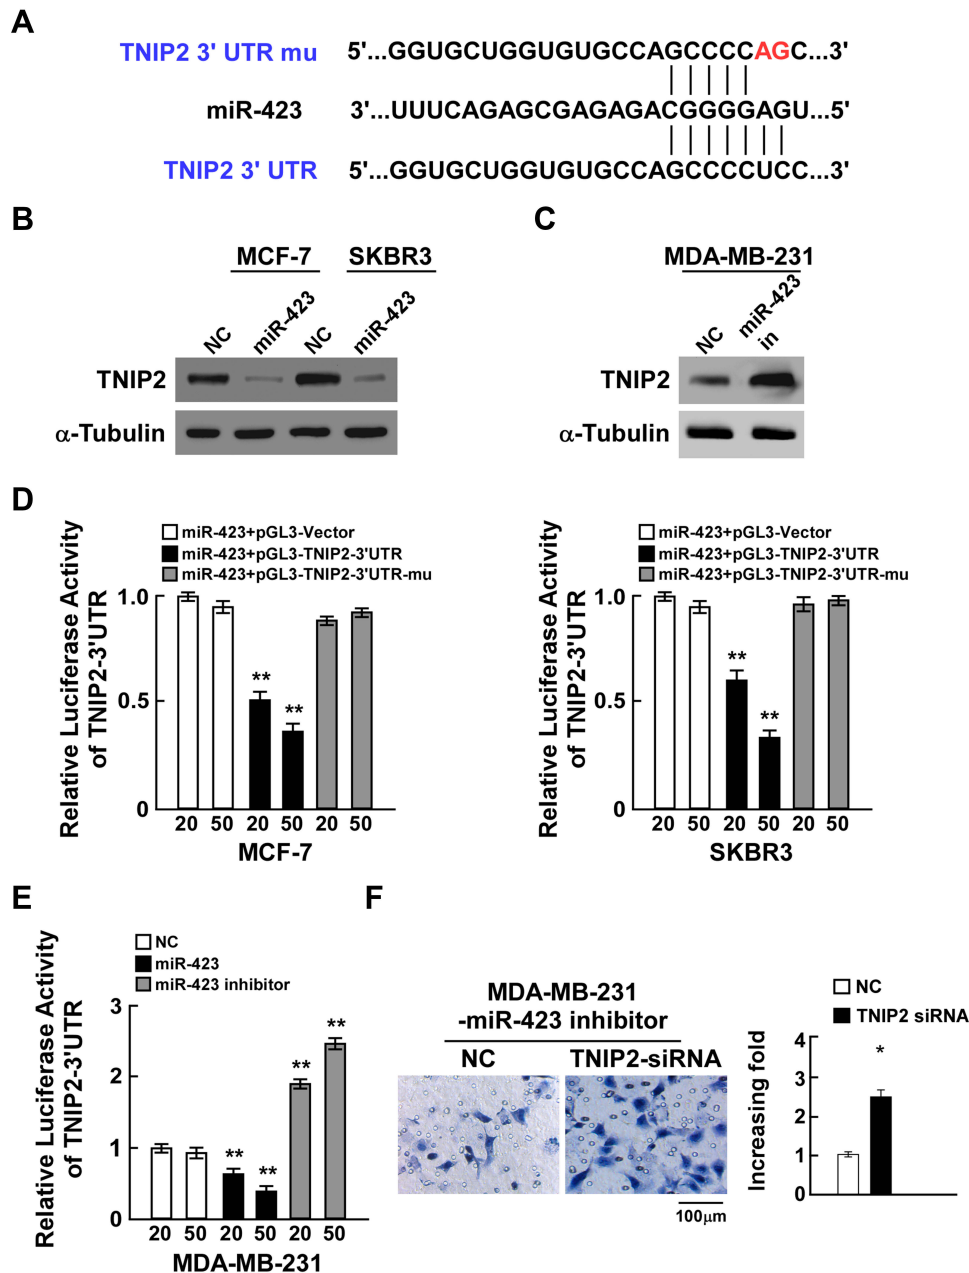 A
TNIP2 3' UTR mu 5'...GGUGCUGGUGUGCCAGCCCCAGC...3'
miR-423 3'...UUUCAGAGCGAGAGACGGGGAGU...5'
TNIP2 3' UTR 5'...GGUGCUGGUGUGCCAGCCCCUCC...3'
B
MCF-7 SKBR3
NC miR-423 NC miR-423
TNIP2
α-Tubulin
C
MDA-MB-231
NC miR-423 in
TNIP2
α-Tubulin
D
miR-423+pGL3-Vector
miR-423+pGL3-TNIP2-3'UTR
miR-423+pGL3-TNIP2-3'UTR-mu
Relative Luciferase Activity
of TNIP2-3'UTR
1.0
** **
0.5
0
20 50 20 50 20 50
MCF-7
miR-423+pGL3-Vector
miR-423+pGL3-TNIP2-3'UTR
miR-423+pGL3-TNIP2-3'UTR-mu
Relative Luciferase Activity
of TNIP2-3'UTR
1.0
** **
0.5
0
20 50 20 50 20 50
SKBR3
E
NC
miR-423
miR-423 inhibitor
Relative Luciferase Activity
of TNIP2-3'UTR
3
2
1
0
** ** ** **
20 50 20 50 20 50
MDA-MB-231
F
MDA-MB-231
-miR-423 inhibitor
NC TNIP2-siRNA
100μm
NC
TNIP2 siRNA
Increasing fold
4
3
2
1
0
*